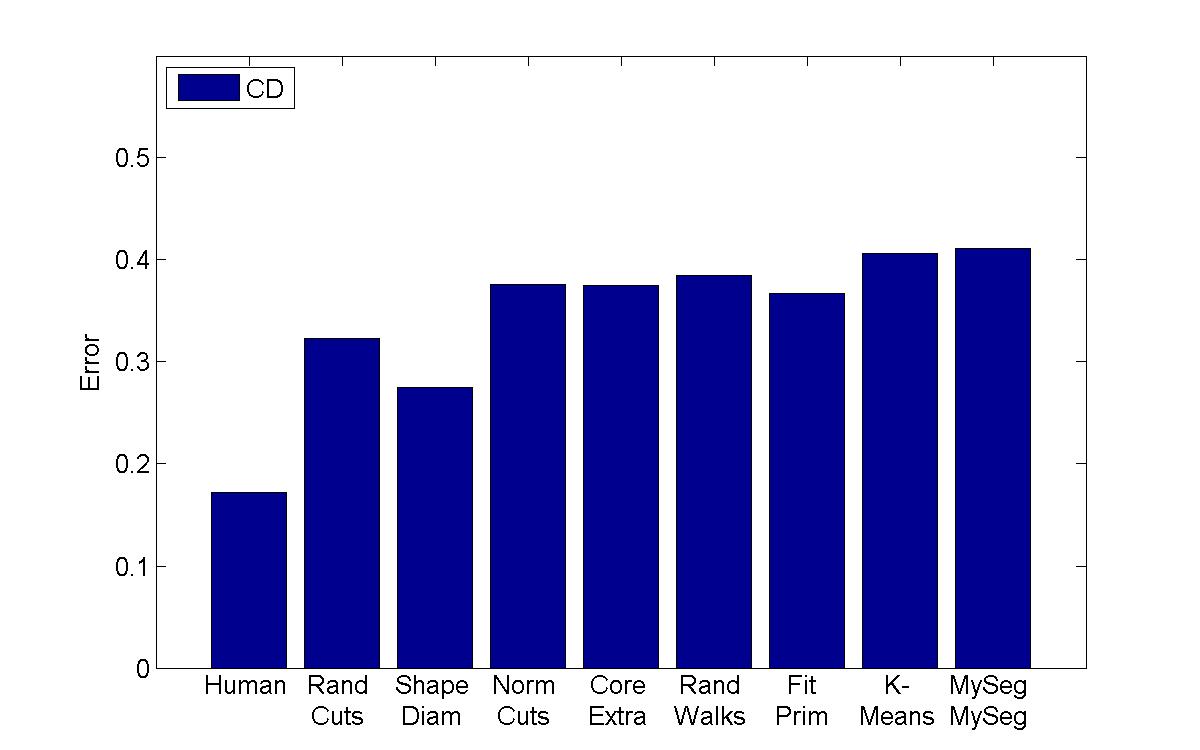 CD
0.5
0.4
0.3
0.2
0.1
0
Error
Human Rand Shape Norm Core Rand Fit K- MySeg
Cuts Diam Cuts Extra Walks Prim Means MySeg